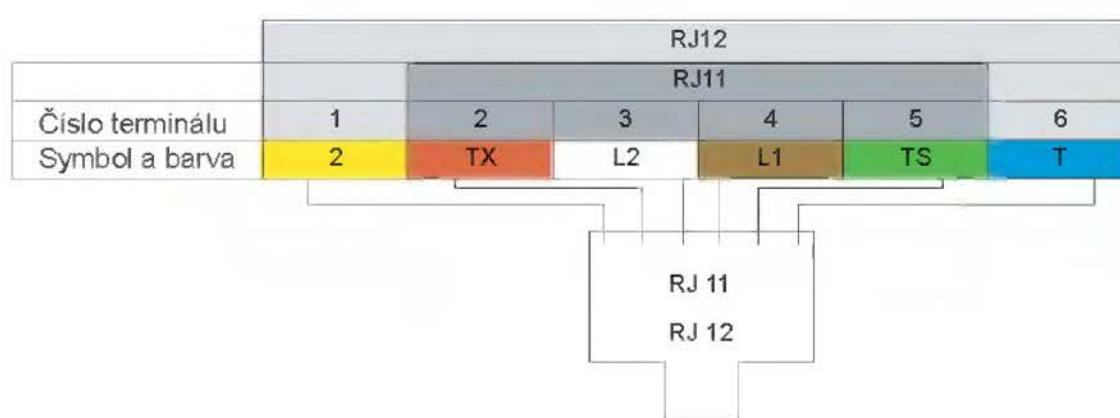 RJ12
RJ11
Číslo terminálu 1 2 3 4 5 6
Symbol a barva 2 TX L2 L1 TS T
RJ 11
RJ 12